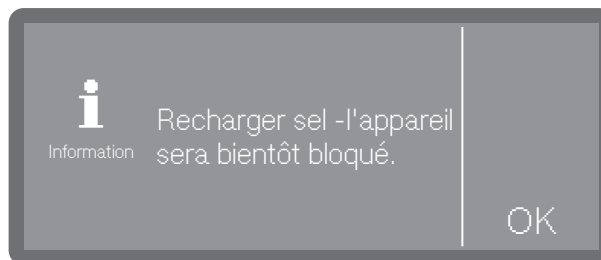 Recharger sel -l'appareil
Information
sera bientôt bloqué.
OK